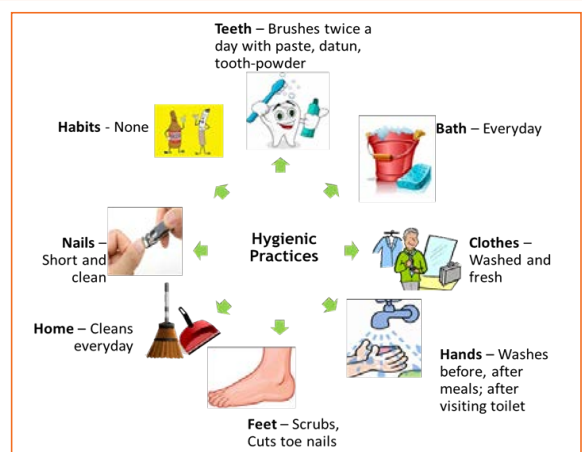 Teeth – Brushes twice a
day with paste, datun,
tooth-powder
Habits - None
Bath – Everyday
Nails –
Short and
clean
Hygienic
Practices
Clothes –
Washed and
fresh
Home – Cleans
everyday
Hands – Washes
before, after
meals; after
visiting toilet
Feet – Scrubs,
Cuts toe nails